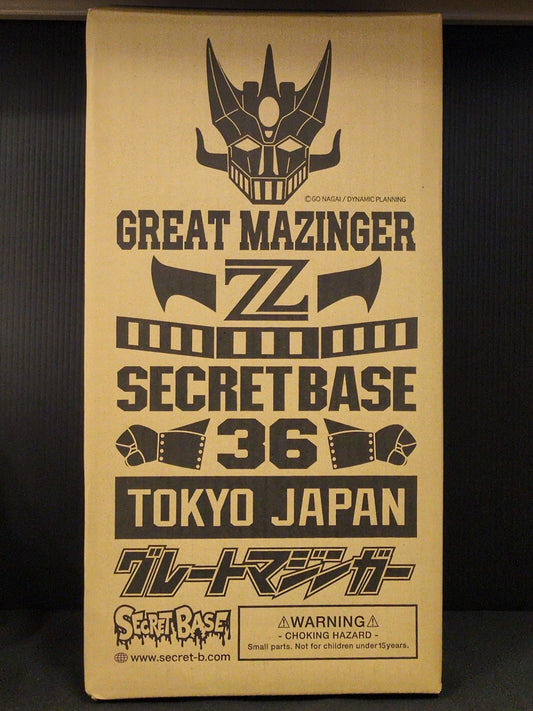 ©GO NAGAI / DYNAMIC PLANNING
GREAT MAZINGER
Z
SECRET BASE
36
TOKYO JAPAN
グレートマジンガー
SECRET BASE
www.secret-b.com
⚠WARNING⚠
- CHOKING HAZARD -
Small parts. Not for children under15years.